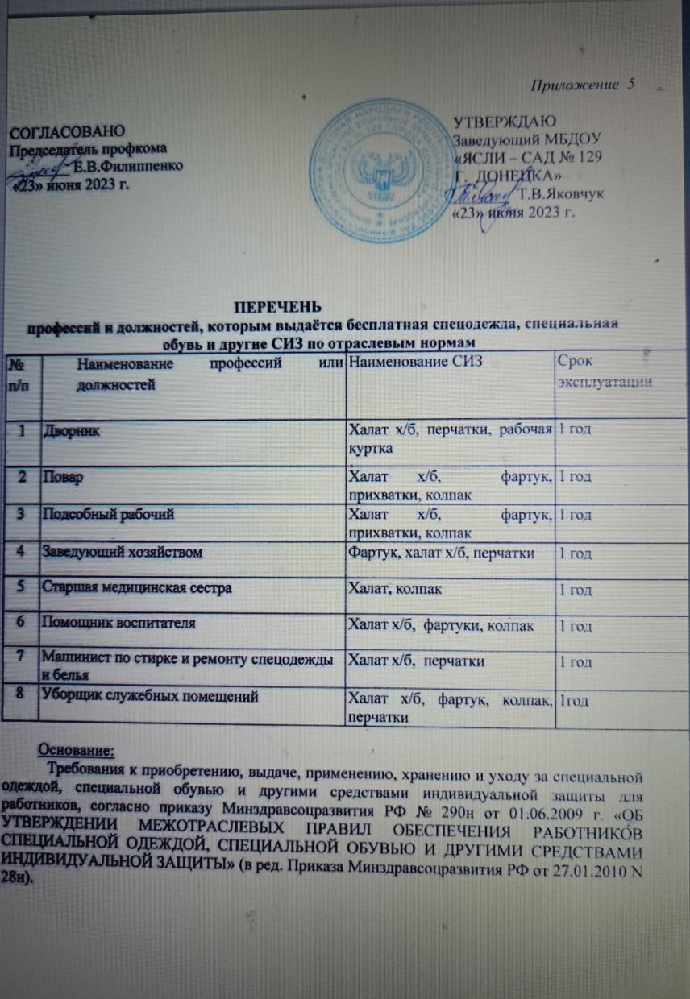 Приложение 5
СОГЛАСОВАНО
Председатель профкома
Е.В.Филиппенко
«23» июня 2023 г.
УТВЕРЖДАЮ
Заведующий МБДОУ
«ЯСЛИ – САД № 129
Г. ДОНЕЦКА»
Т.В.Яковчук
«23» июня 2023 г.
ПЕРЕЧЕНЬ
профессий и должностей, которым выдаётся бесплатная спецодежда, специальная
обувь и другие СИЗ по отраслевым нормам
№ п/п Наименование профессий или должностей Наименование СИЗ Срок эксплуатации
1 Дворник Халат х/б, перчатки, рабочая куртка 1 год
2 Повар Халат х/б, фартук, прихватки, колпак 1 год
3 Подсобный рабочий Халат х/б, фартук, прихватки, колпак 1 год
4 Заведующий хозяйством Фартук, халат х/б, перчатки 1 год
5 Старшая медицинская сестра Халат, колпак 1 год
6 Помощник воспитателя Халат х/б, фартуки, колпак 1 год
7 Машинист по стирке и ремонту спецодежды и белья Халат х/б, перчатки 1 год
8 Уборщик служебных помещений Халат х/б, фартук, колпак, перчатки 1год
Основание:
Требования к приобретению, выдаче, применению, хранению и уходу за специальной
одеждой, специальной обувью и другими средствами индивидуальной защиты для
работников, согласно приказу Минздравсоцразвития РФ № 290н от 01.06.2009 г. «ОБ
УТВЕРЖДЕНИИ МЕЖОТРАСЛЕВЫХ ПРАВИЛ ОБЕСПЕЧЕНИЯ РАБОТНИКОВ
СПЕЦИАЛЬНОЙ ОДЕЖДОЙ, СПЕЦИАЛЬНОЙ ОБУВЬЮ И ДРУГИМИ СРЕДСТВАМИ
ИНДИВИДУАЛЬНОЙ ЗАЩИТЫ» (в ред. Приказа Минздравсоцразвития РФ от 27.01.2010 N
28н).